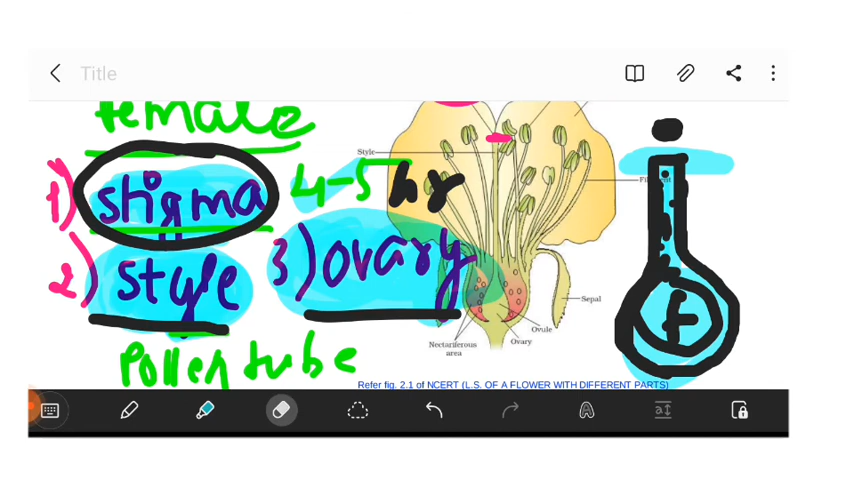 Title
female
Style
1) stigma 4-5 hr
Filament
2) style 3) ovary
Sepal
Ovule
Nectariferous
area
Ovary
Pollen tube
Refer fig. 2.1 of NCERT (L.S. OF A FLOWER WITH DIFFERENT PARTS)